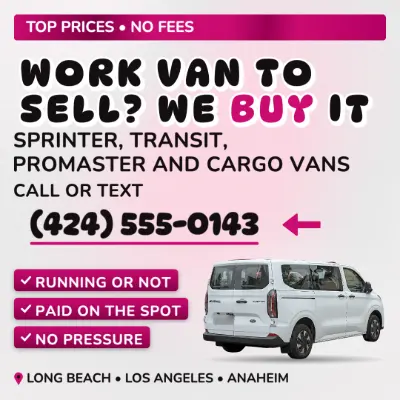 TOP PRICES • NO FEES
WORK VAN TO
SELL? WE BUY IT
SPRINTER, TRANSIT,
PROMASTER AND CARGO VANS
CALL OR TEXT
(424) 555-0143
RUNNING OR NOT
PAID ON THE SPOT
NO PRESSURE
LONG BEACH • LOS ANGELES • ANAHEIM